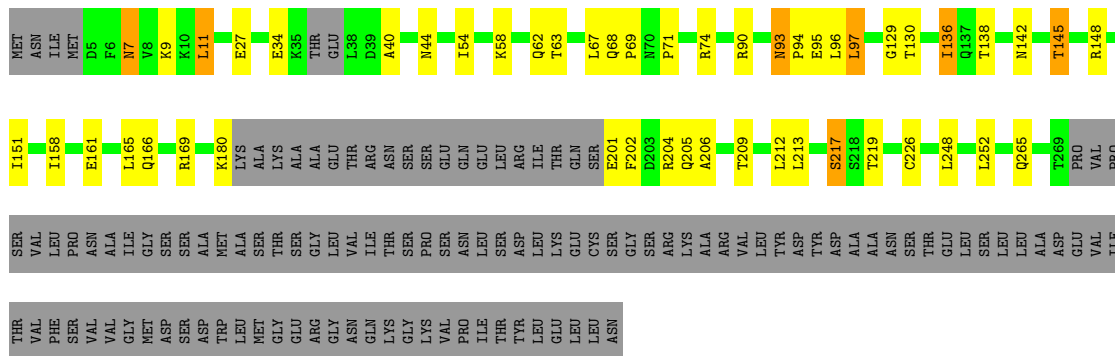 MET ASN ILE MET D5 F6 N7 V8 K9 K10 L11 E27 E34 K35 THR GLU L38 D39 A40 N44 I54 K58 Q62 T63 L67 Q68 P69 N70 P71 R74 R90 N93 P94 E95 L96 L97 G129 T130 I136 Q137 T138 N142 T145 R148
I151 I158 E161 L165 Q166 R169 K180 LYS ALA LYS ALA ALA GLU THR ARG ASN SER SER GLU GLN GLU LEU ARG ILE THR GLN SER E201 F202 D203 R204 Q205 A206 T209 L212 L213 S217 S218 T219 C226 L248 L252 Q265 T269 PRO VAL PRO
SER VAL LEU PRO ASN ALA ILE GLY SER SER ALA MET ALA SER THR SER GLY LEU VAL ILE THR SER PRO SER ASN LEU SER ASP LEU LEU LYS GLU CYS SER GLY SER ARG LYS ALA ARG VAL LEU TYR ASP TYR ASP ALA ALA ASN SER THR GLU LEU SER LEU LEU ALA ASP GLU VAL ILE
THR VAL PHE SER VAL VAL GLY MET ASP SER ASP TRP LEU MET GLY GLU ARG GLY ASN GLN LYS GLY LYS VAL PRO ILE THR TYR LEU GLU LEU LEU ASN